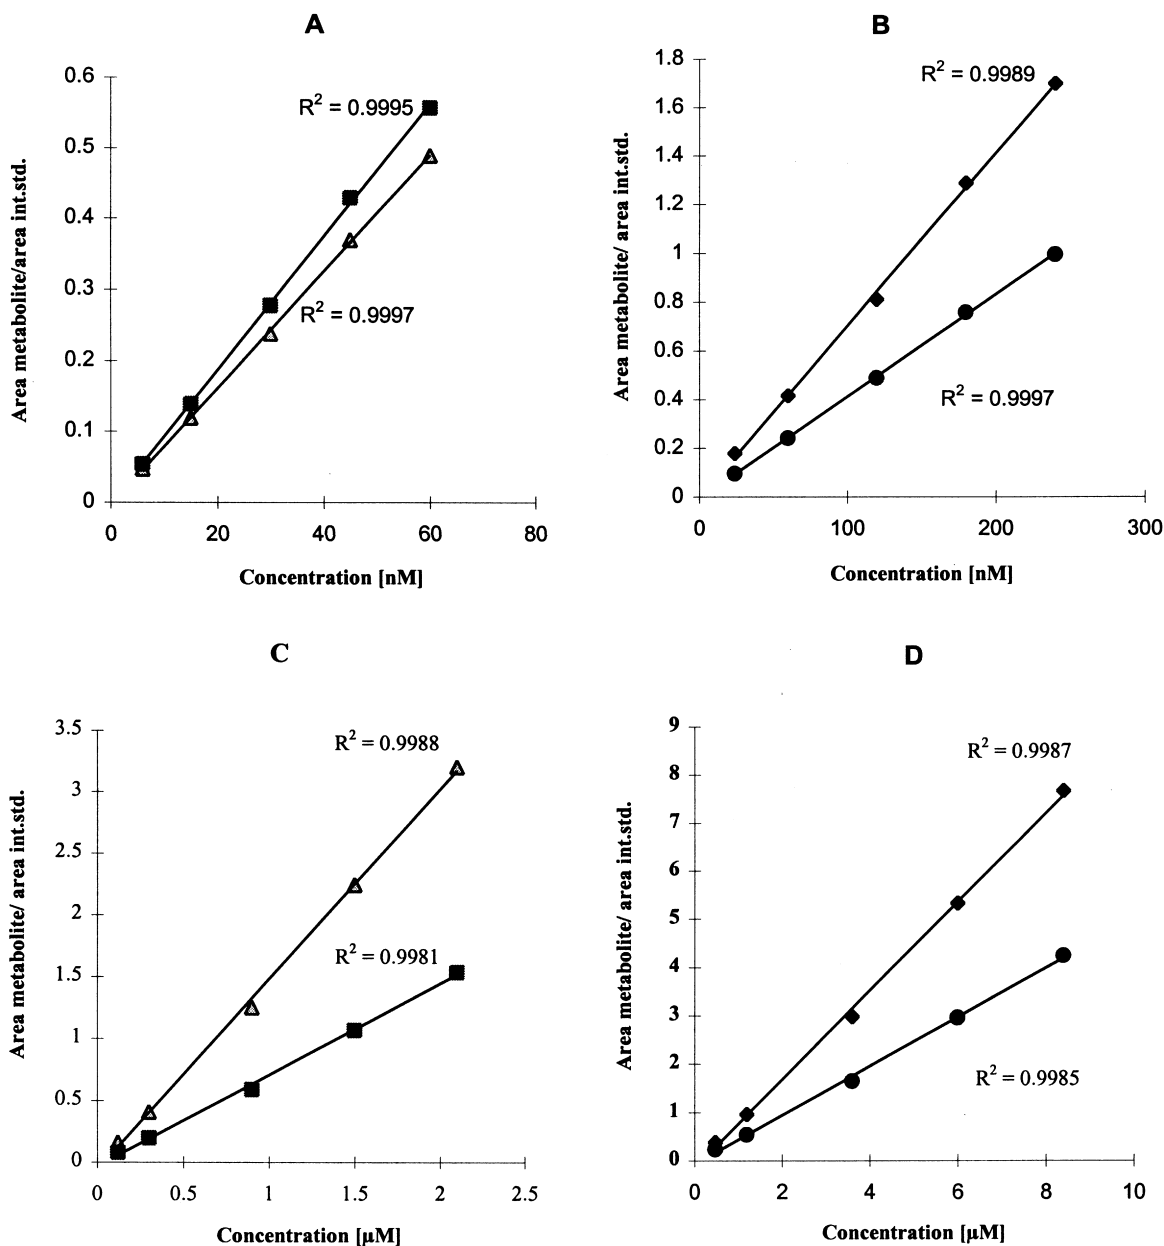 A
Area metabolite/area int.std.
0.6
0.5
0.4
0.3
0.2
0.1
0
R² = 0.9995
R² = 0.9997
0 20 40 60 80
Concentration [nM]
B
Area metabolite/ area int.std.
1.8
1.6
1.4
1.2
1
0.8
0.6
0.4
0.2
0
R² = 0.9989
R² = 0.9997
0 100 200 300
Concentration [nM]
C
Area metabolite/ area int.std.
3.5
3
2.5
2
1.5
1
0.5
0
R² = 0.9988
R² = 0.9981
0 0.5 1 1.5 2 2.5
Concentration [µM]
D
Area metabolite/ area int.std.
9
8
7
6
5
4
3
2
1
0
R² = 0.9987
R² = 0.9985
0 2 4 6 8 10
Concentration [µM]